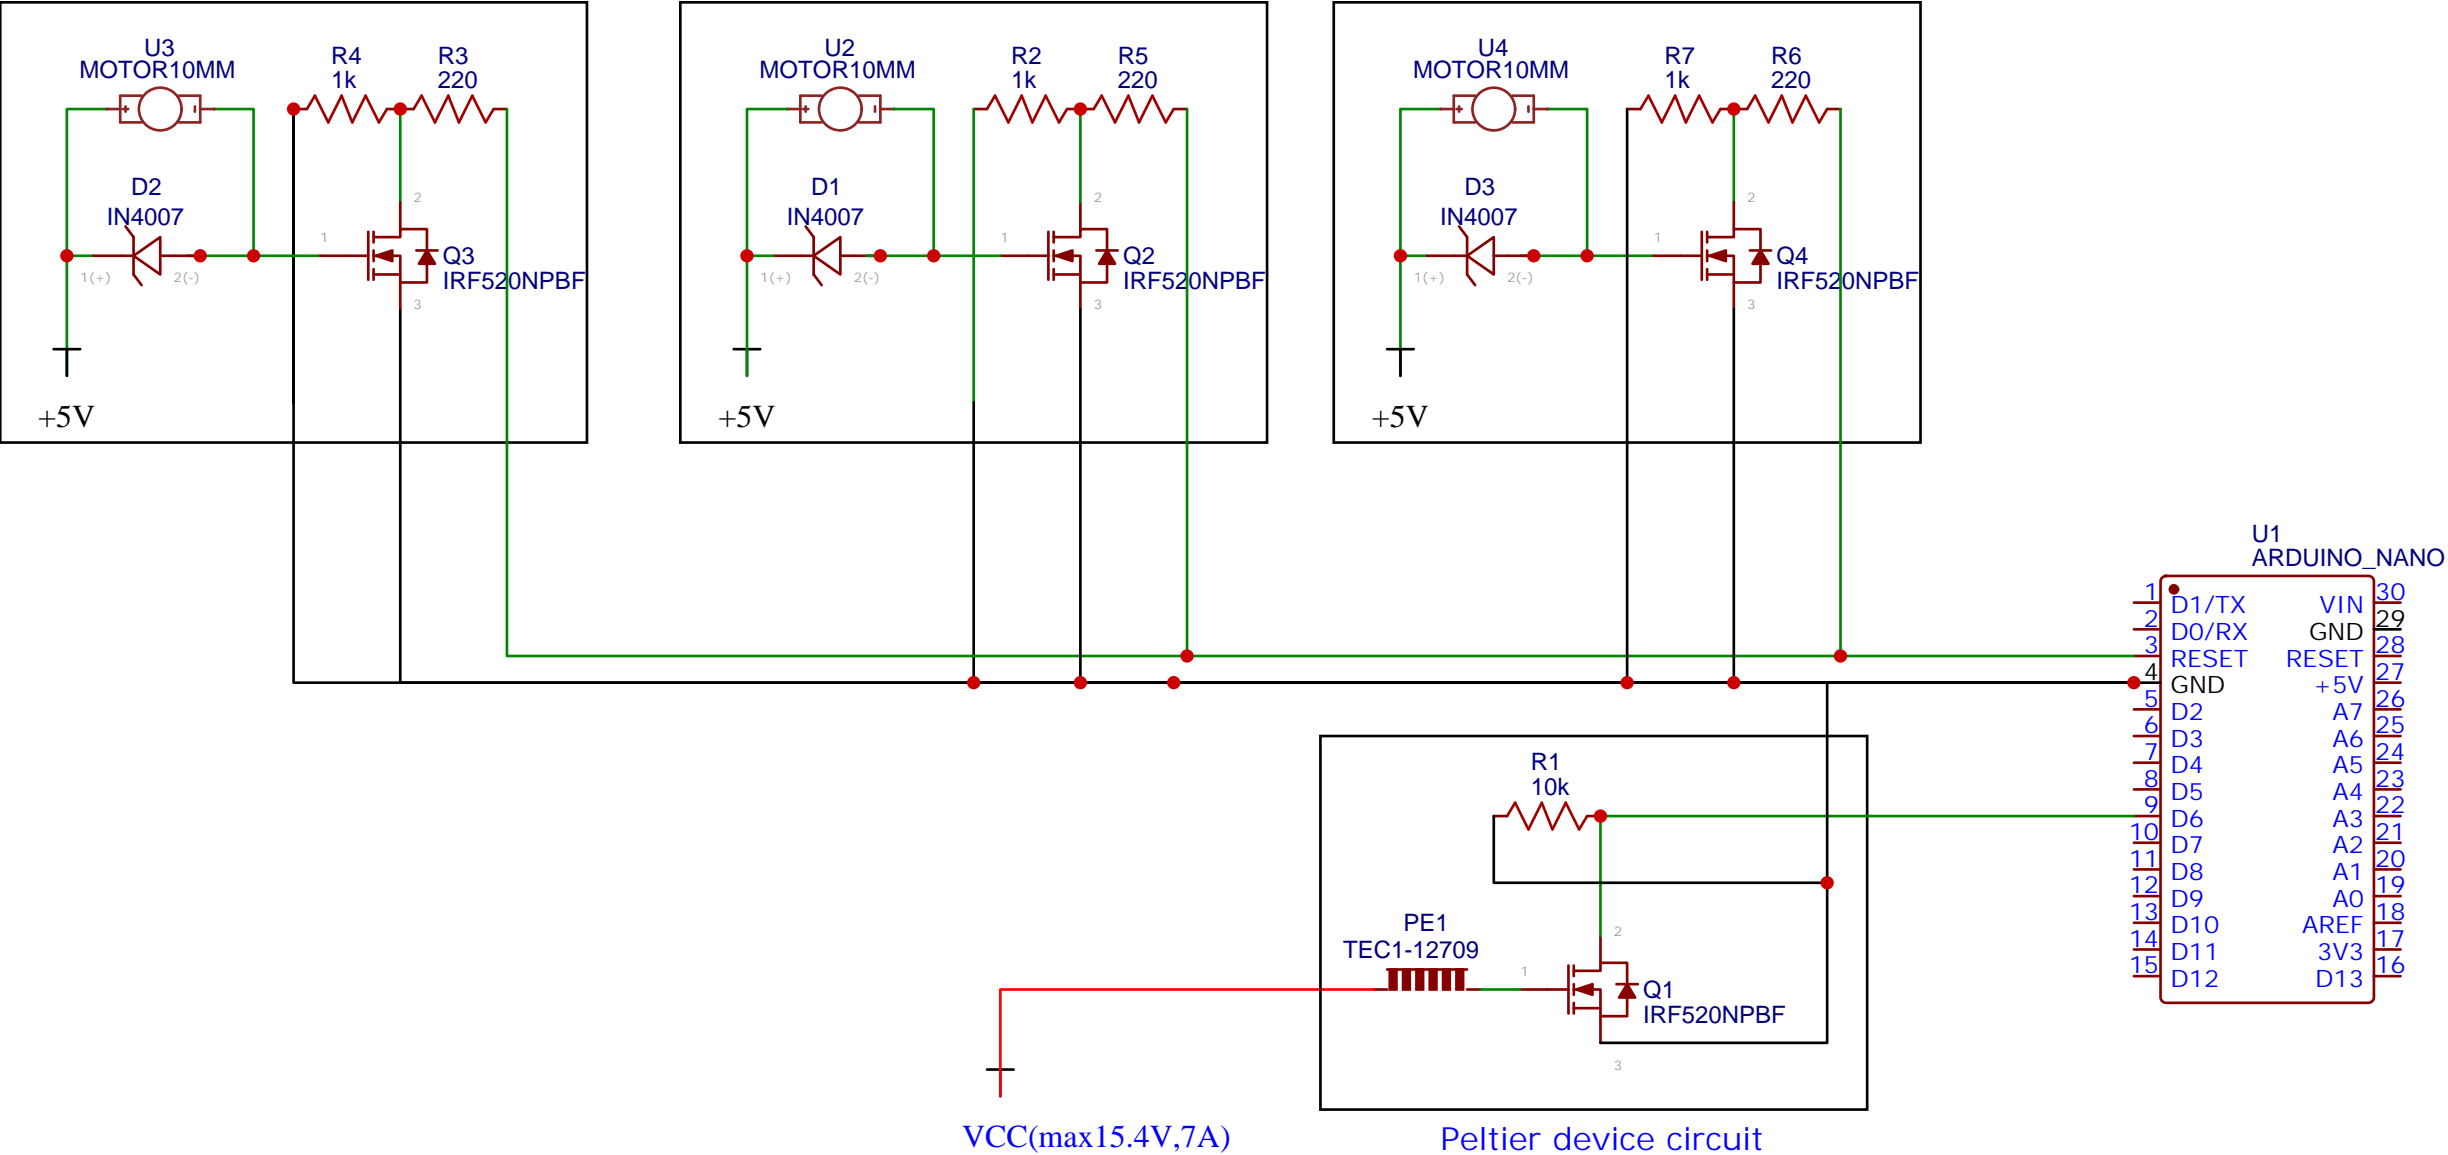 U3
MOTOR10MM
R4
1k
R3
220
D2
IN4007
1(+)
2(-)
1
2
Q3
IRF520NPBF
3
+5V
U2
MOTOR10MM
R2
1k
R5
220
D1
IN4007
1(+)
2(-)
1
2
Q2
IRF520NPBF
3
+5V
U4
MOTOR10MM
R7
1k
R6
220
D3
IN4007
1(+)
2(-)
1
2
Q4
IRF520NPBF
3
+5V
U1
ARDUINO_NANO
1 D1/TX VIN 30
2 D0/RX GND 29
3 RESET RESET 28
4 GND +5V 27
5 D2 A7 26
6 D3 A6 25
7 D4 A5 24
8 D5 A4 23
9 D6 A3 22
10 D7 A2 21
11 D8 A1 20
12 D9 A0 19
13 D10 AREF 18
14 D11 3V3 17
15 D12 D13 16
R1
10k
PE1
TEC1-12709
1
2
Q1
IRF520NPBF
3
VCC(max15.4V,7A)
Peltier device circuit